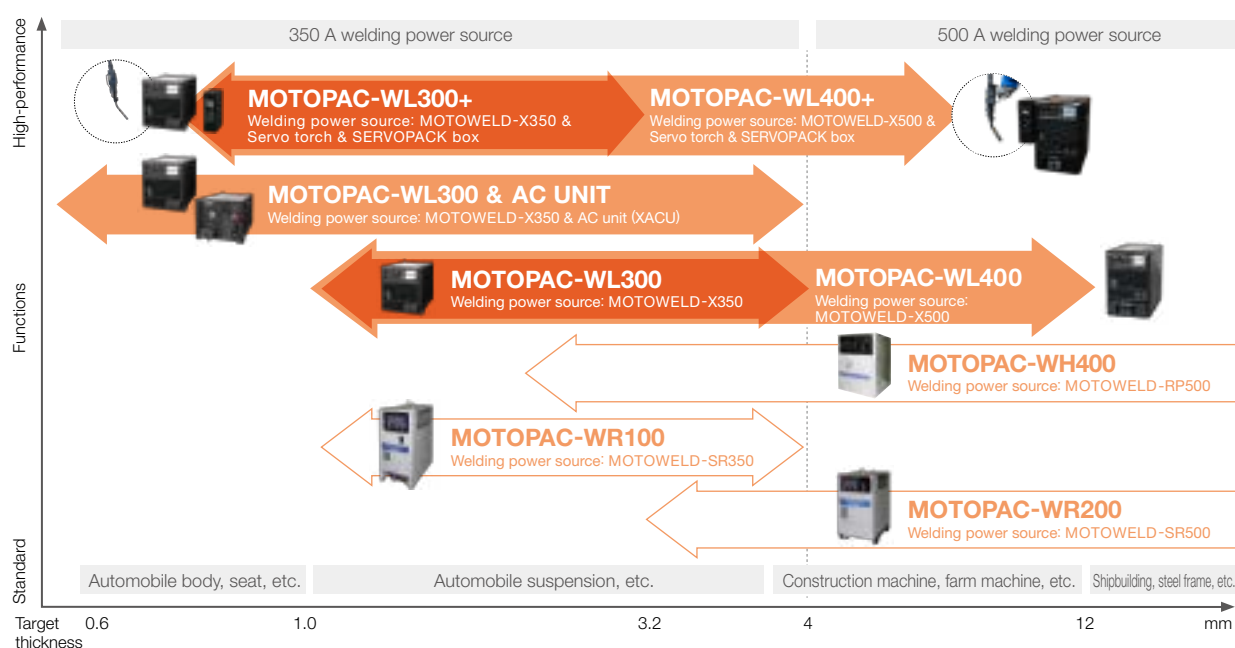 High-performance
Functions
Standard
350 A welding power source
500 A welding power source
MOTOPAC-WL300+
Welding power source: MOTOWELD-X350 &
Servo torch & SERVOPACK box
MOTOPAC-WL400+
Welding power source: MOTOWELD-X500 &
Servo torch & SERVOPACK box
MOTOPAC-WL300 & AC UNIT
Welding power source: MOTOWELD-X350 & AC unit (XACU)
MOTOPAC-WL300
Welding power source: MOTOWELD-X350
MOTOPAC-WL400
Welding power source:
MOTOWELD-X500
MOTOPAC-WH400
Welding power source: MOTOWELD-RP500
MOTOPAC-WR100
Welding power source: MOTOWELD-SR350
MOTOPAC-WR200
Welding power source: MOTOWELD-SR500
Automobile body, seat, etc.
Automobile suspension, etc.
Construction machine, farm machine, etc.
Shipbuilding, steel frame, etc.
Target
thickness
0.6
1.0
3.2
4
12
mm